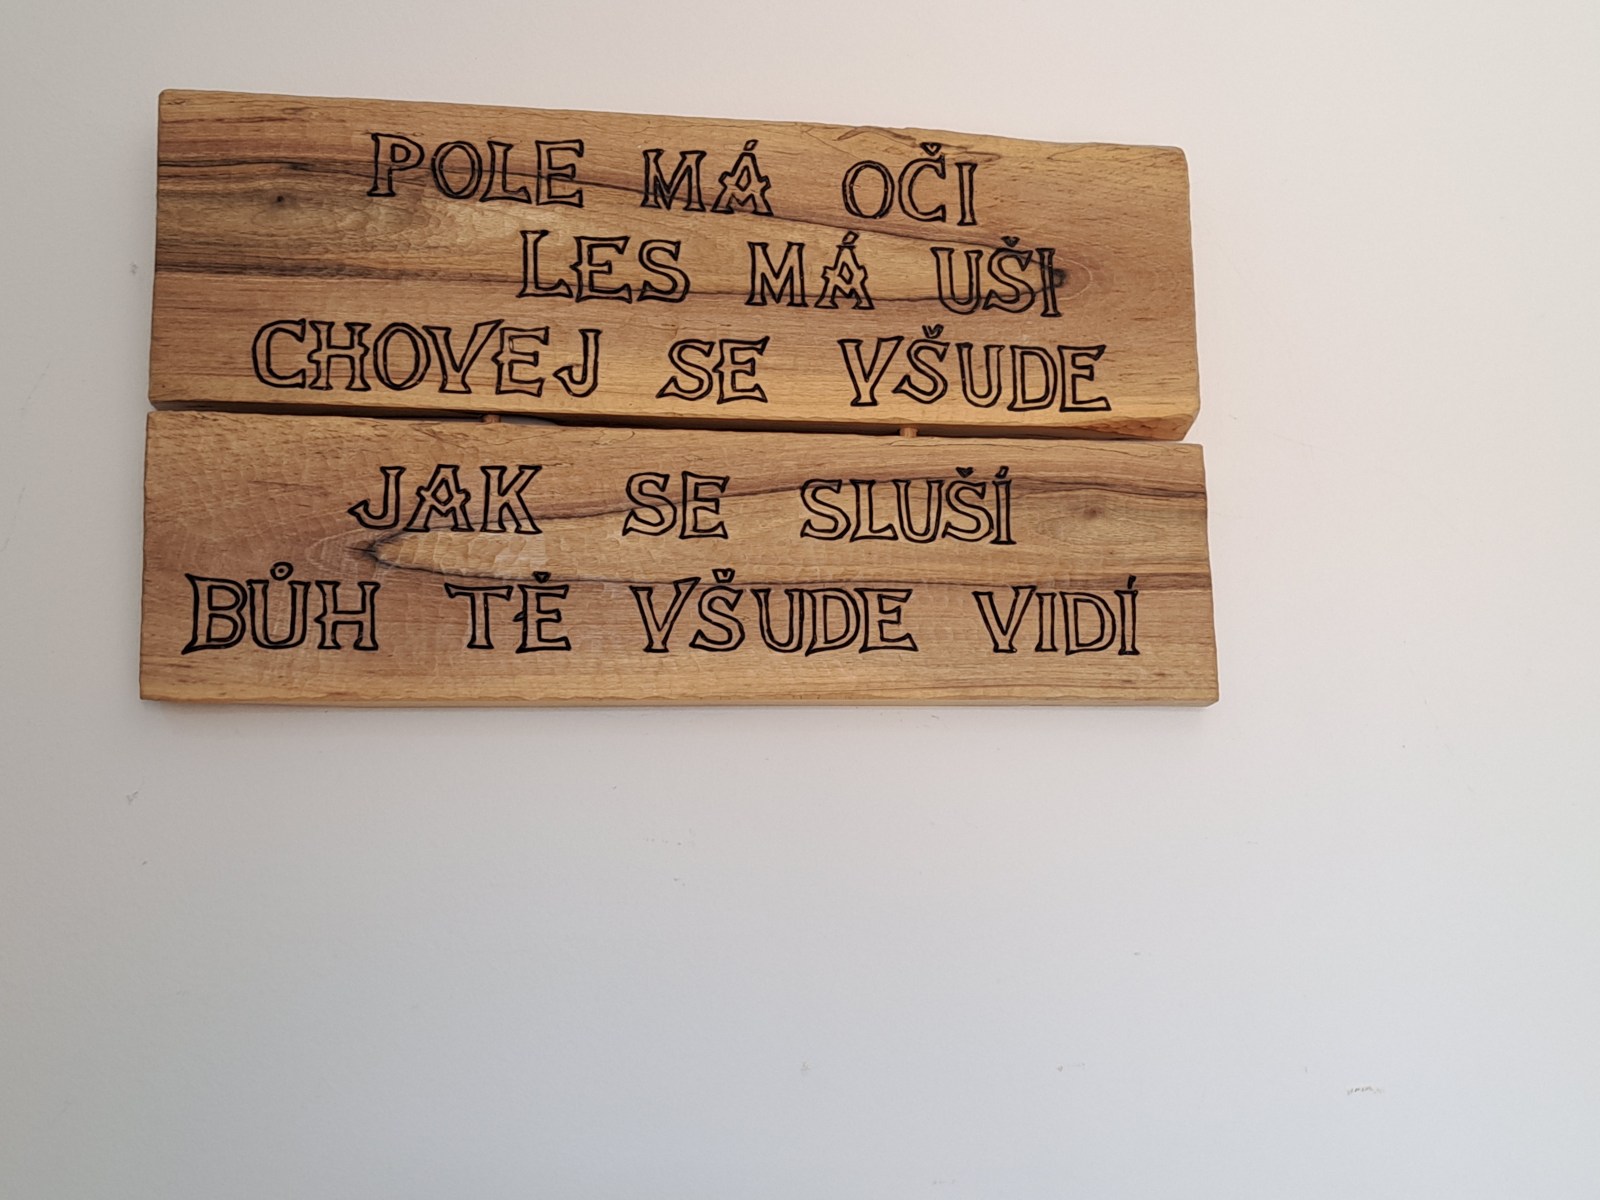 POLE MÁ OČI
LES MÁ UŠI
CHOVEJ SE VŠUDE
JAK SE SLUŠÍ
BŮH TĚ VŠUDE VIDÍ